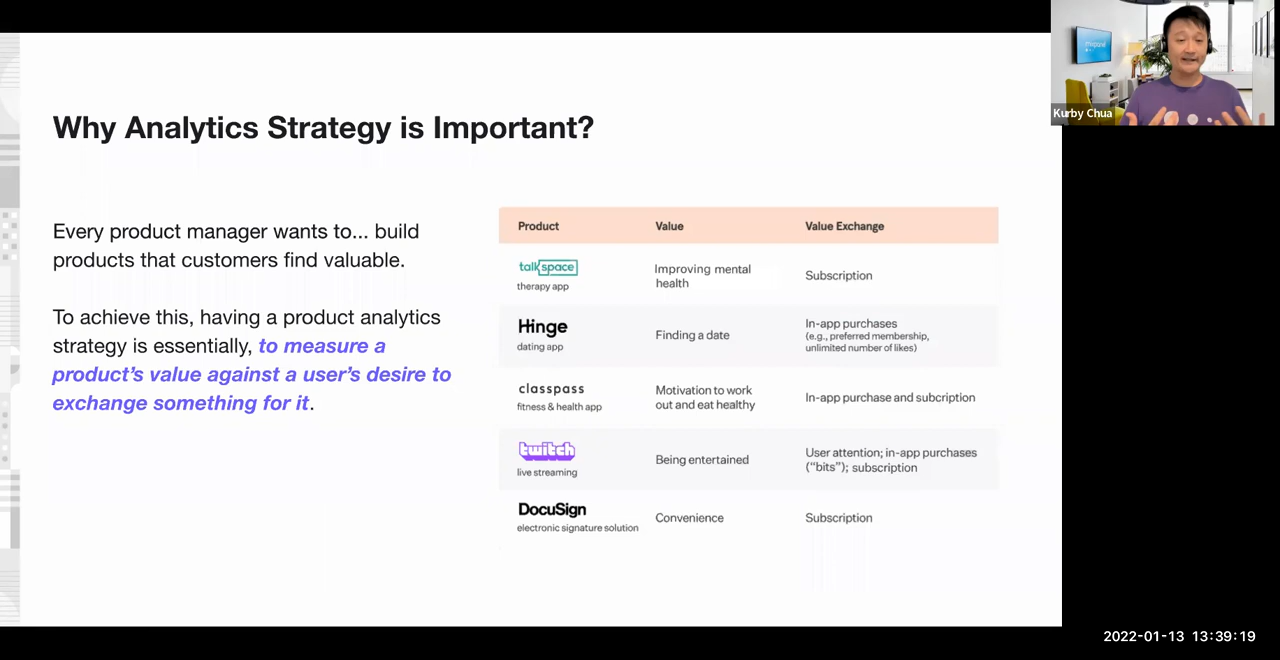 Why Analytics Strategy is Important?
Every product manager wants to... build
products that customers find valuable.
To achieve this, having a product analytics
strategy is essentially, to measure a
product's value against a user's desire to
exchange something for it.
Product Value Value Exchange
talkspace
therapy app
Improving mental
health
Subscription
Hinge
dating app
Finding a date
In-app purchases
(e.g., preferred membership,
unlimited number of likes)
classpass
fitness & health app
Motivation to work
out and eat healthy
In-app purchase and subcription
twitch
live streaming
Being entertained
User attention; in-app purchases
("bits"); subscription
DocuSign
electronic signature solution
Convenience
Subscription
mixpanel
Kurby Chua
2022-01-13 13:39:19